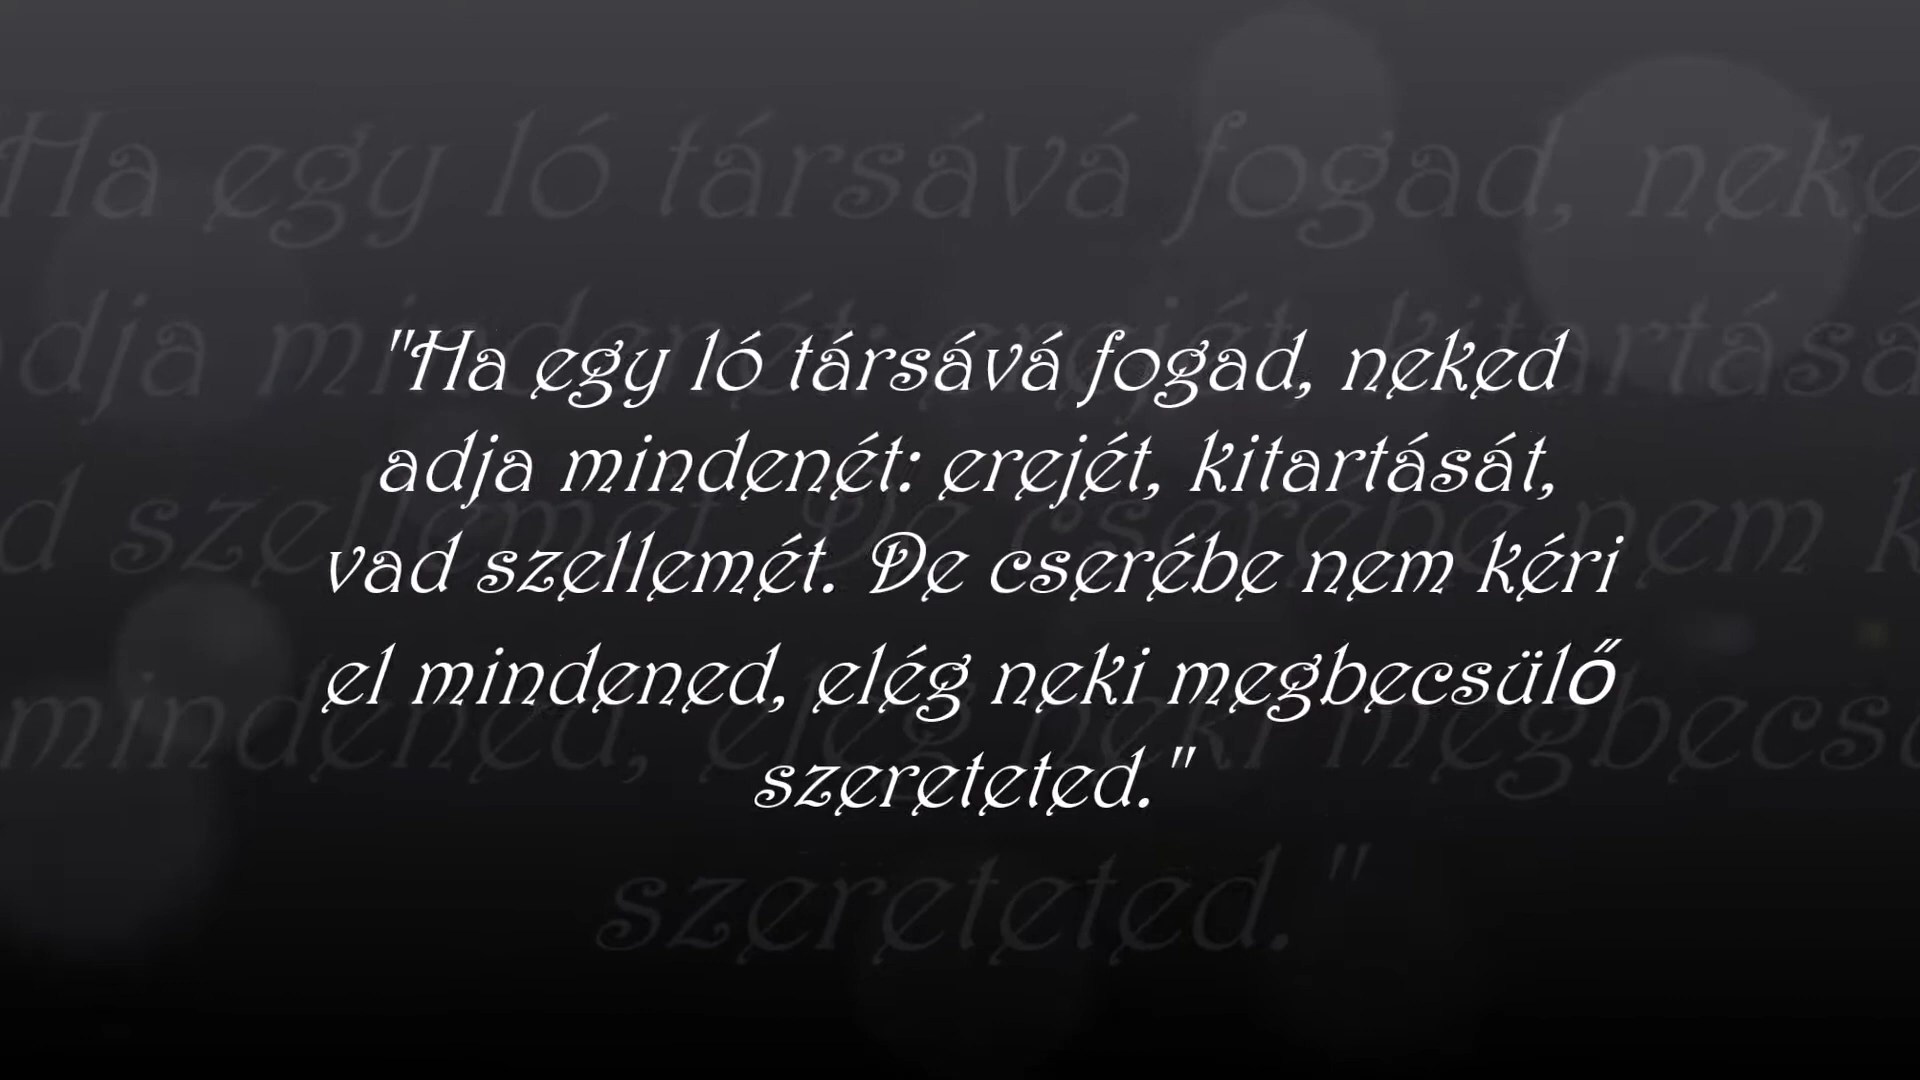 "Ha egy ló társává fogad, neked
adja mindenét: erejét, kitartását,
vad szellemét. De cserébe nem kéri
el mindened, elég neki megbecsülő
szereteted."